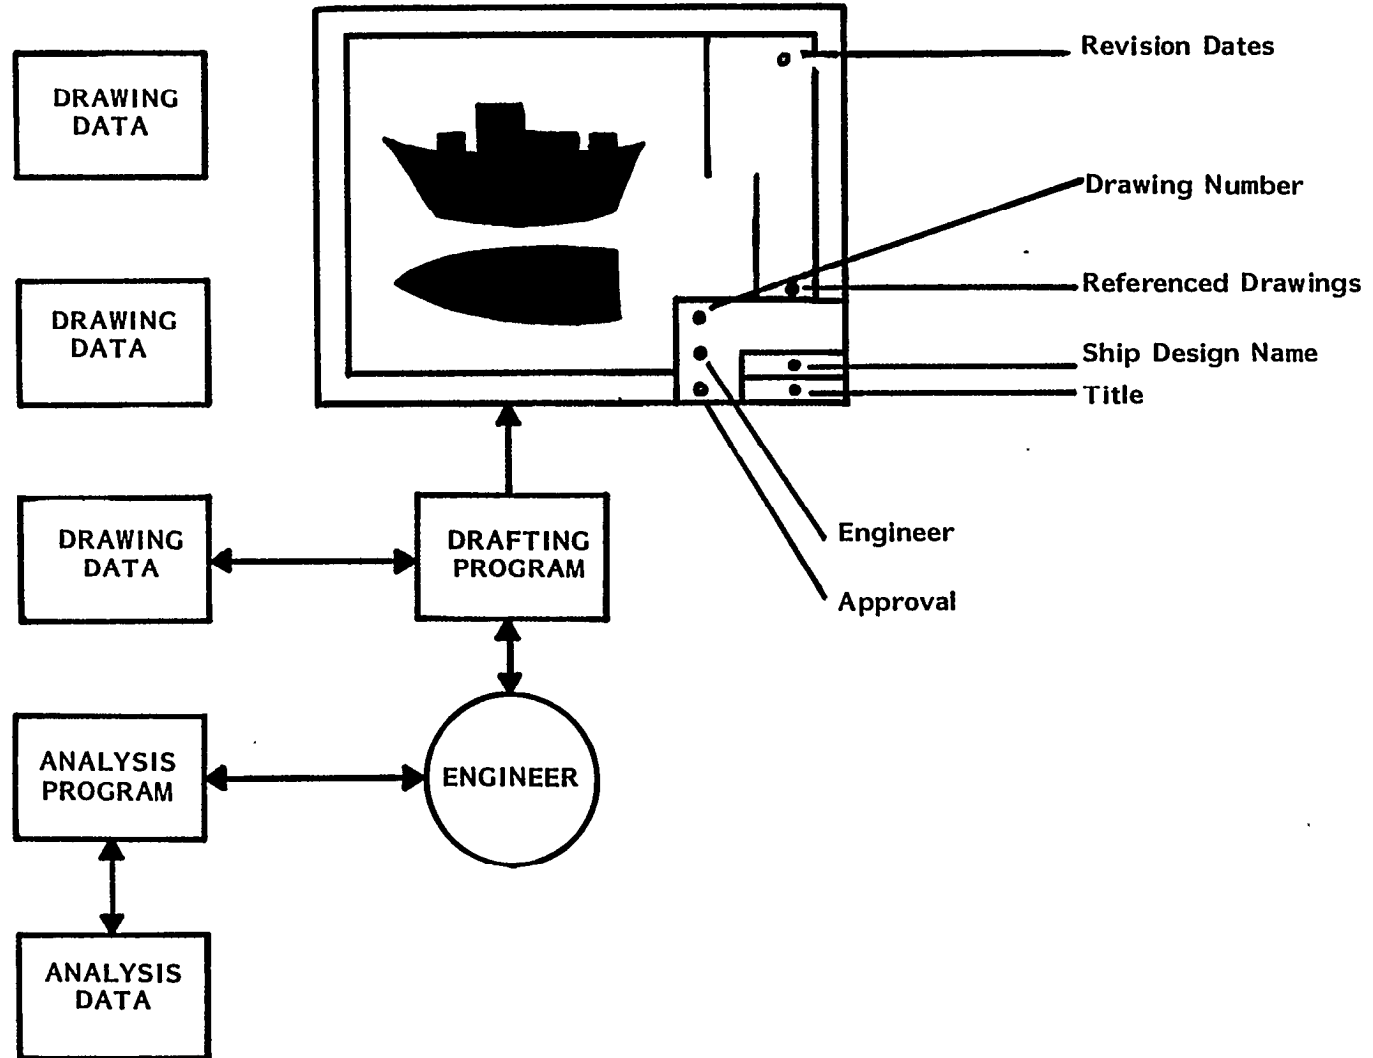 Revision Dates
DRAWING
DATA
Drawing Number
Referenced Drawings
DRAWING
DATA
Ship Design Name
Title
DRAWING
DATA
DRAFTING
PROGRAM
Engineer
Approval
ANALYSIS
PROGRAM
ENGINEER
ANALYSIS
DATA